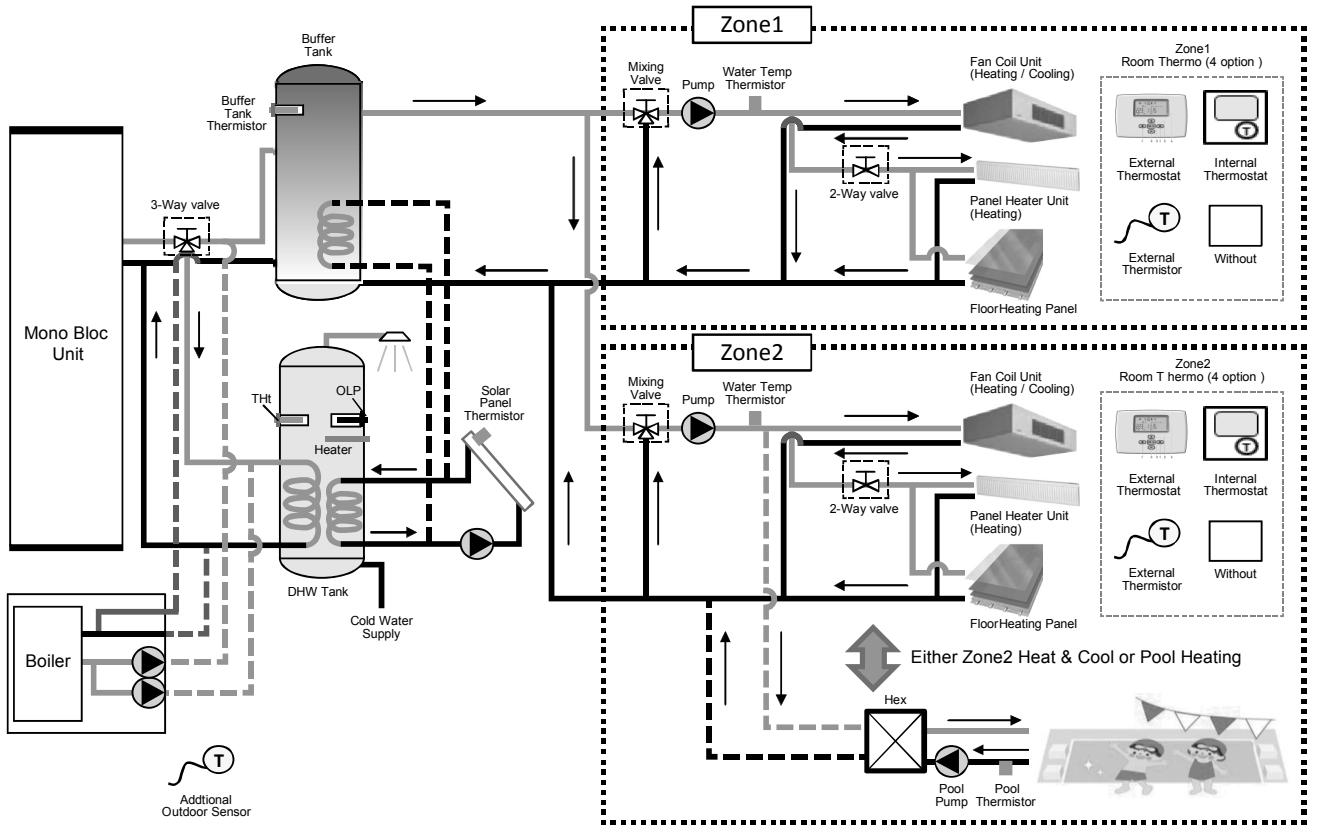 Zone1
Buffer
Tank
Buffer
Tank
Thermistor
3-Way valve
Mono Bloc
Unit
Mixing
Valve
Pump
Water Temp
Thermistor
Fan Coil Unit
(Heating / Cooling)
2-Way valve
Panel Heater Unit
(Heating)
FloorHeating Panel
Zone1
Room Thermo (4 option )
External
Thermostat
Internal
Thermostat
T
T
External
Thermistor
Without
Zone2
Mixing
Valve
Pump
Water Temp
Thermistor
Fan Coil Unit
(Heating / Cooling)
2-Way valve
Panel Heater Unit
(Heating)
FloorHeating Panel
Zone2
Room T hermo (4 option )
External
Thermostat
Internal
Thermostat
T
T
External
Thermistor
Without
THt
OLP
Heater
Solar
Panel
Thermistor
DHW Tank
Cold Water
Supply
Boiler
T
Addtional
Outdoor Sensor
Either Zone2 Heat & Cool or Pool Heating
Hex
Pool
Pump
Pool
Thermistor